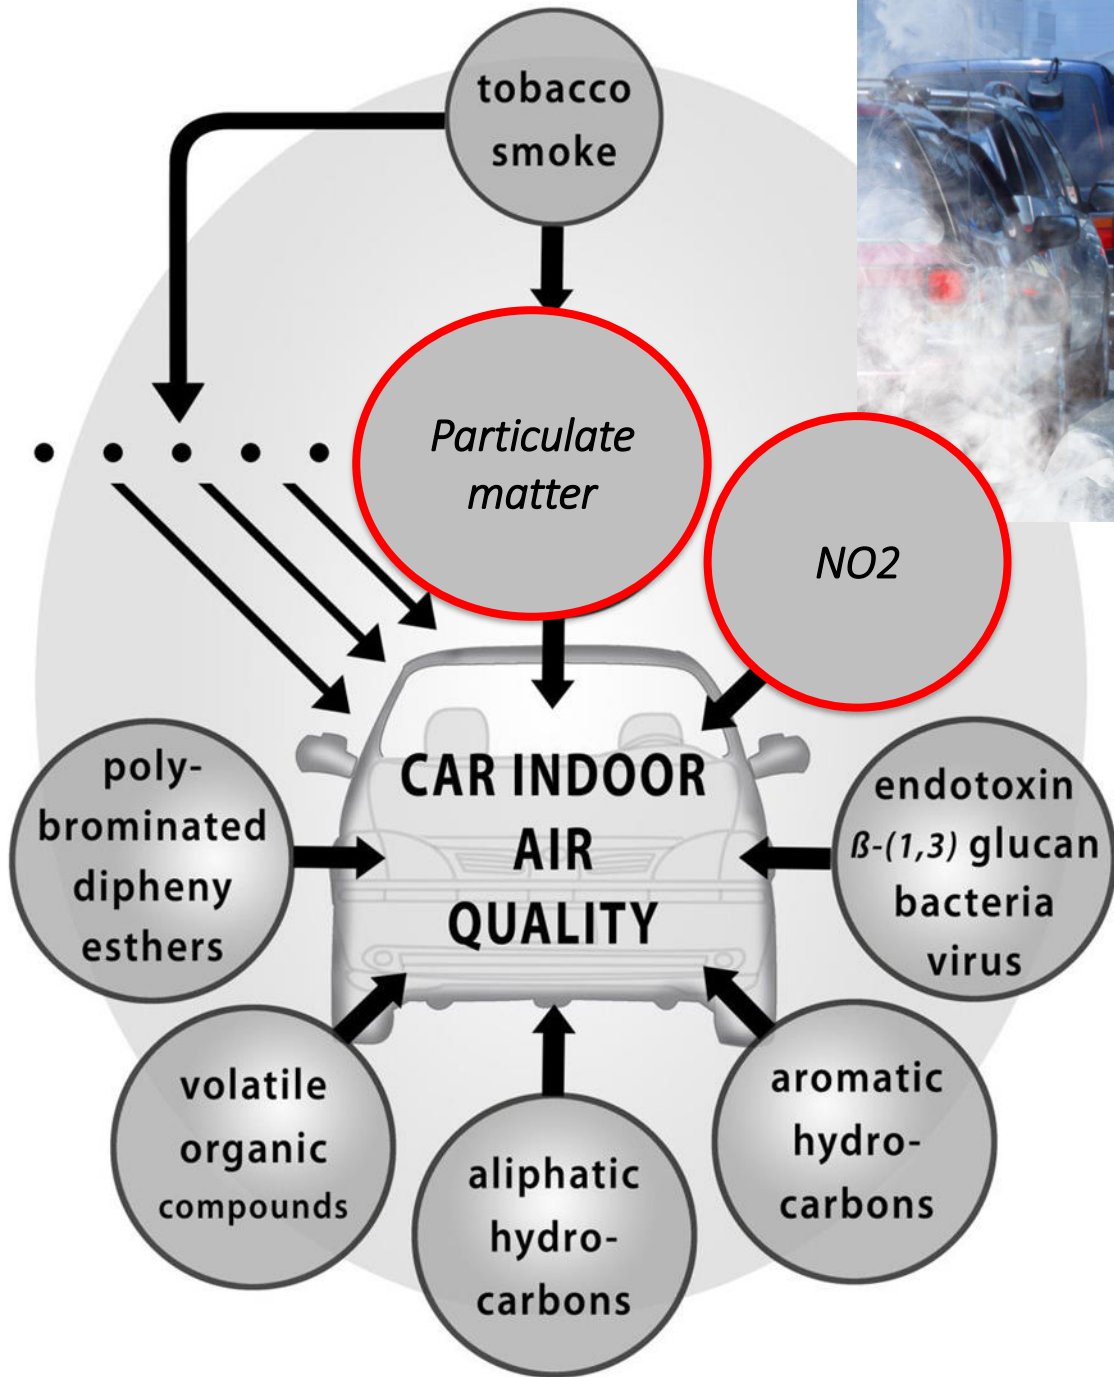 tobacco
smoke
Particulate
matter
NO2
CAR INDOOR
AIR
QUALITY
poly-
brominated
dipheny
esthers
endotoxin
ß-(1,3) glucan
bacteria
virus
volatile
organic
compounds
aliphatic
hydro-
carbons
aromatic
hydro-
carbons